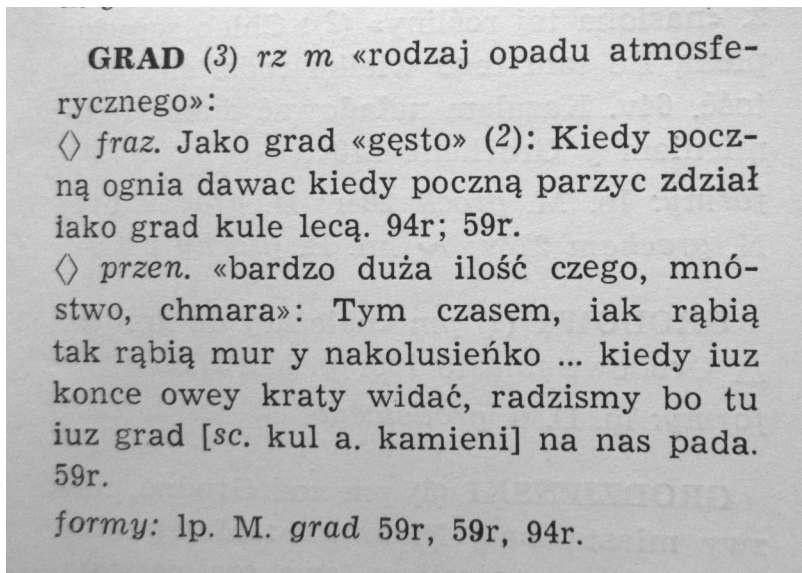 GRAD (3) rz m «rodzaj opadu atmosfe-
rycznego»:
◊ fraz. Jako grad «gęsto» (2): Kiedy pocz-
ną ognia dawac kiedy poczną parzyc zdział
iako grad kule lecą. 94r; 59r.
◊ przen. «bardzo duża ilość czego, mnó-
stwo, chmara»: Tym czasem, iak rąbią
tak rąbią mur y nakolusieńko ... kiedy iuz
konce owey kraty widać, radzismy bo tu
iuz grad [sc. kul a. kamieni] na nas pada.
59r.
formy: lp. M. grad 59r, 59r, 94r.